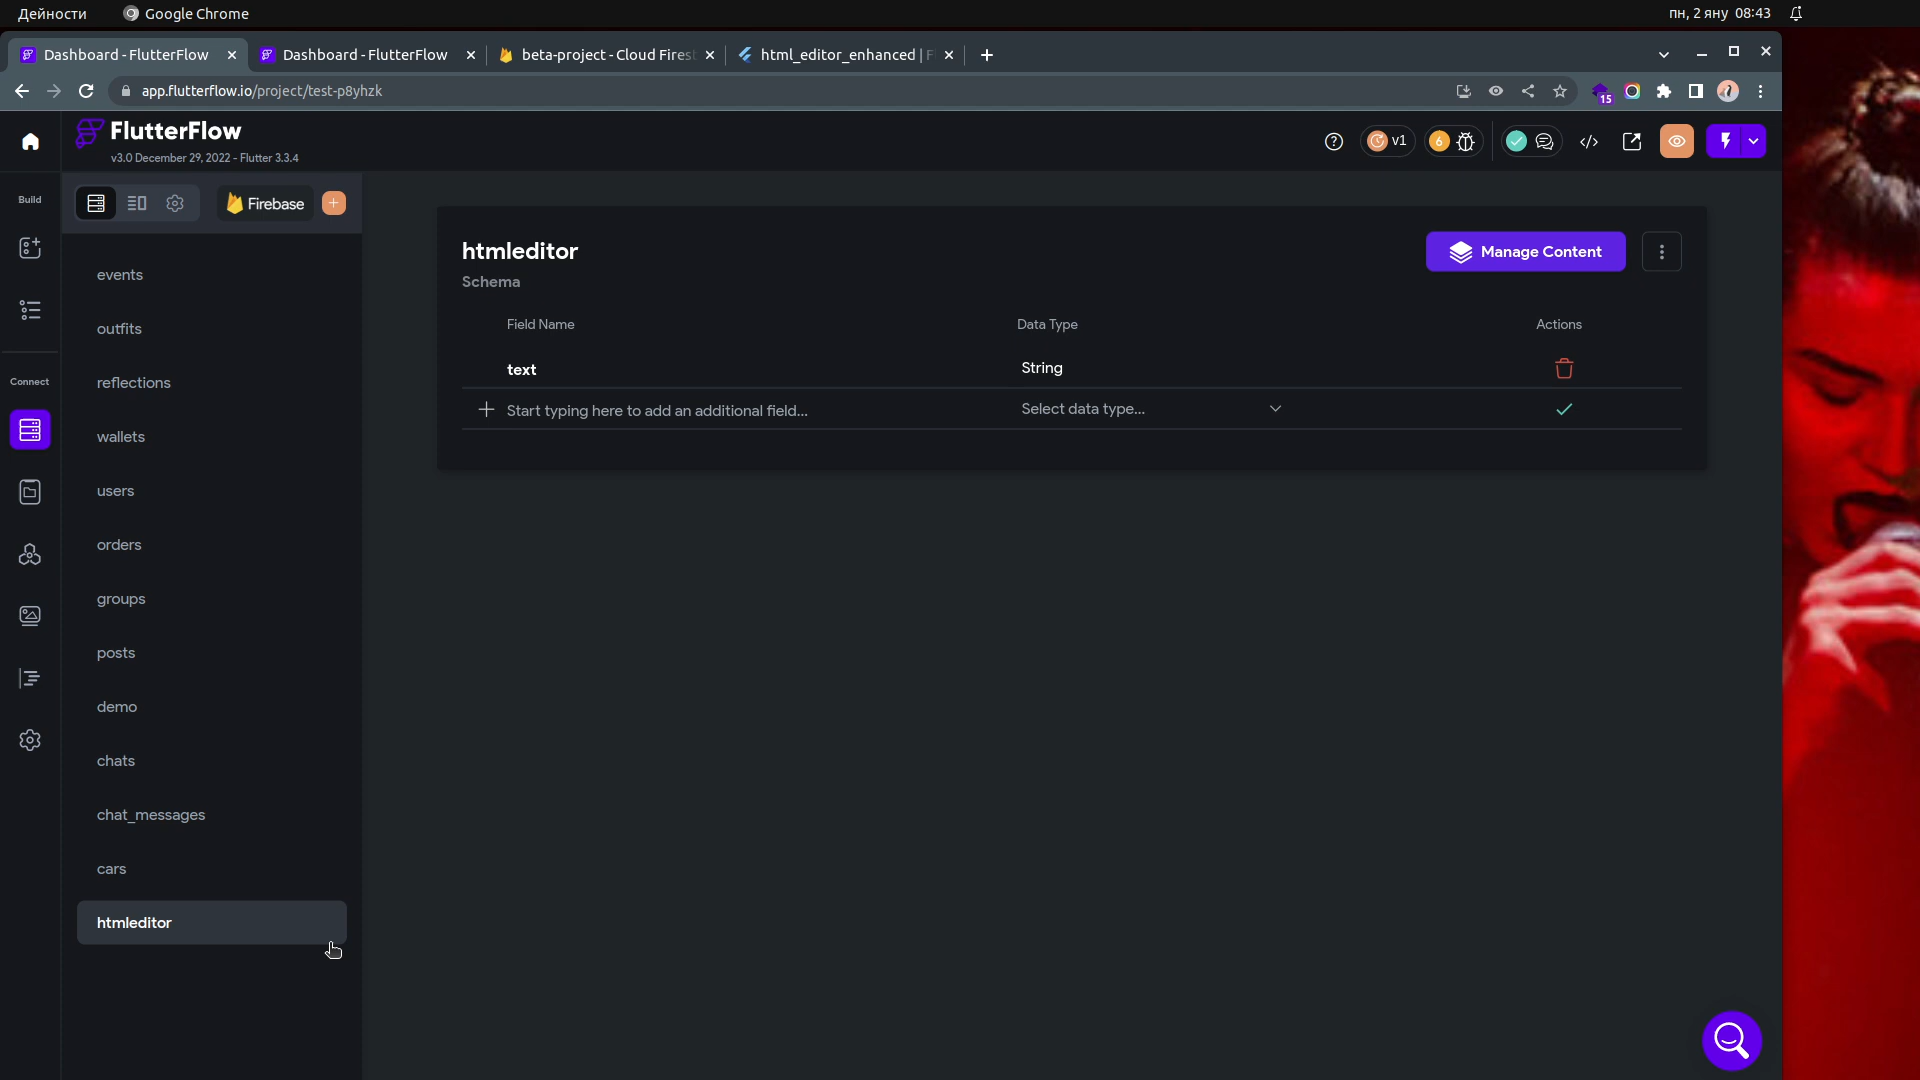 Дейности
Google Chrome
пн, 2 яну 08:43
Dashboard - FlutterFlow
Dashboard - FlutterFlow
beta-project - Cloud Fires
html_editor_enhanced | F
app.flutterflow.io/project/test-p8yhzk
15
FlutterFlow
v3.0 December 29, 2022 - Flutter 3.3.4
v1
6
Build
Firebase
Connect
events
outfits
reflections
wallets
users
orders
groups
posts
demo
chats
chat_messages
cars
htmleditor
htmleditor
Manage Content
Schema
Field Name
Data Type
Actions
text
String
Start typing here to add an additional field...
Select data type...